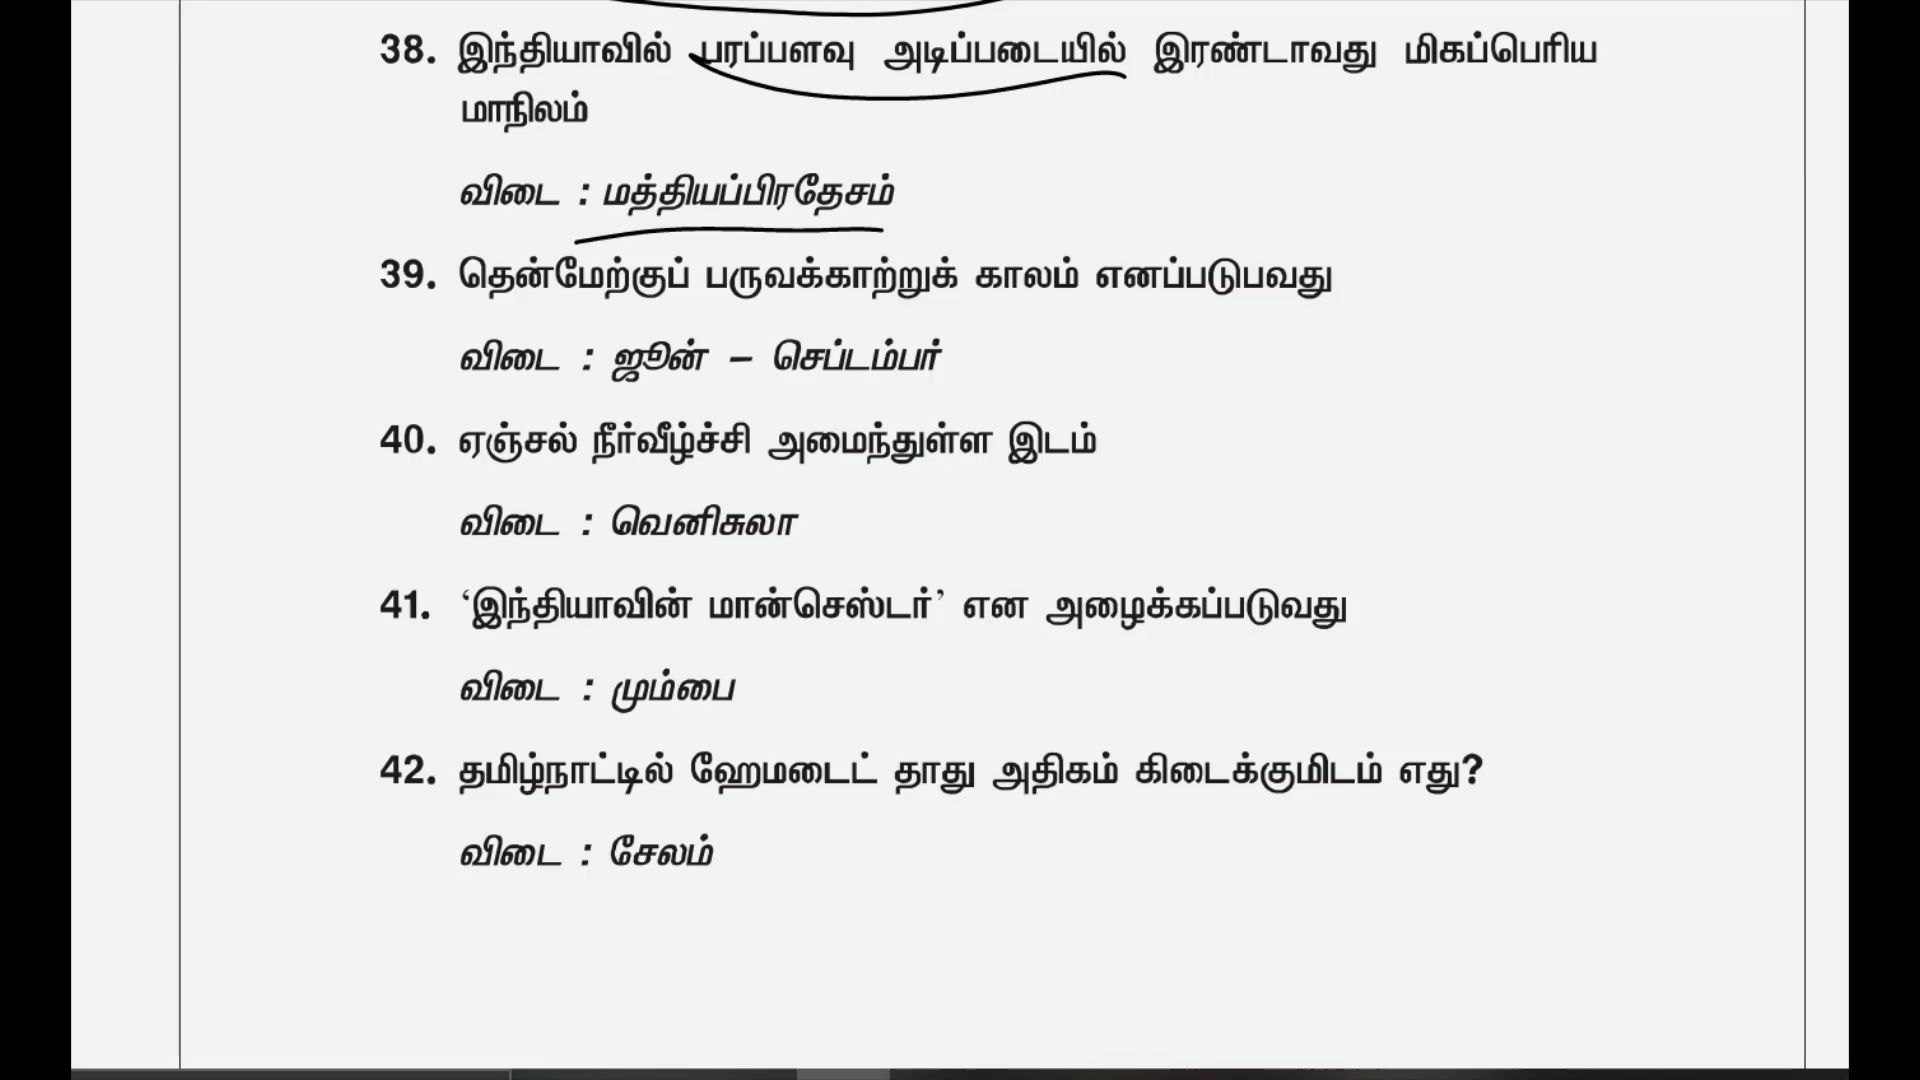 38. இந்தியாவில் பரப்பளவு அடிப்படையில் இரண்டாவது மிகப்பெரிய
மாநிலம்
விடை : மத்தியப்பிரதேசம்
39. தென்மேற்குப் பருவக்காற்றுக் காலம் எனப்படுபவது
விடை : ஜூன் – செப்டம்பர்
40. ஏஞ்சல் நீர்வீழ்ச்சி அமைந்துள்ள இடம்
விடை : வெனிசுலா
41. ‘இந்தியாவின் மான்செஸ்டர்’ என அழைக்கப்படுவது
விடை : மும்பை
42. தமிழ்நாட்டில் ஹேமடைட் தாது அதிகம் கிடைக்குமிடம் எது?
விடை : சேலம்